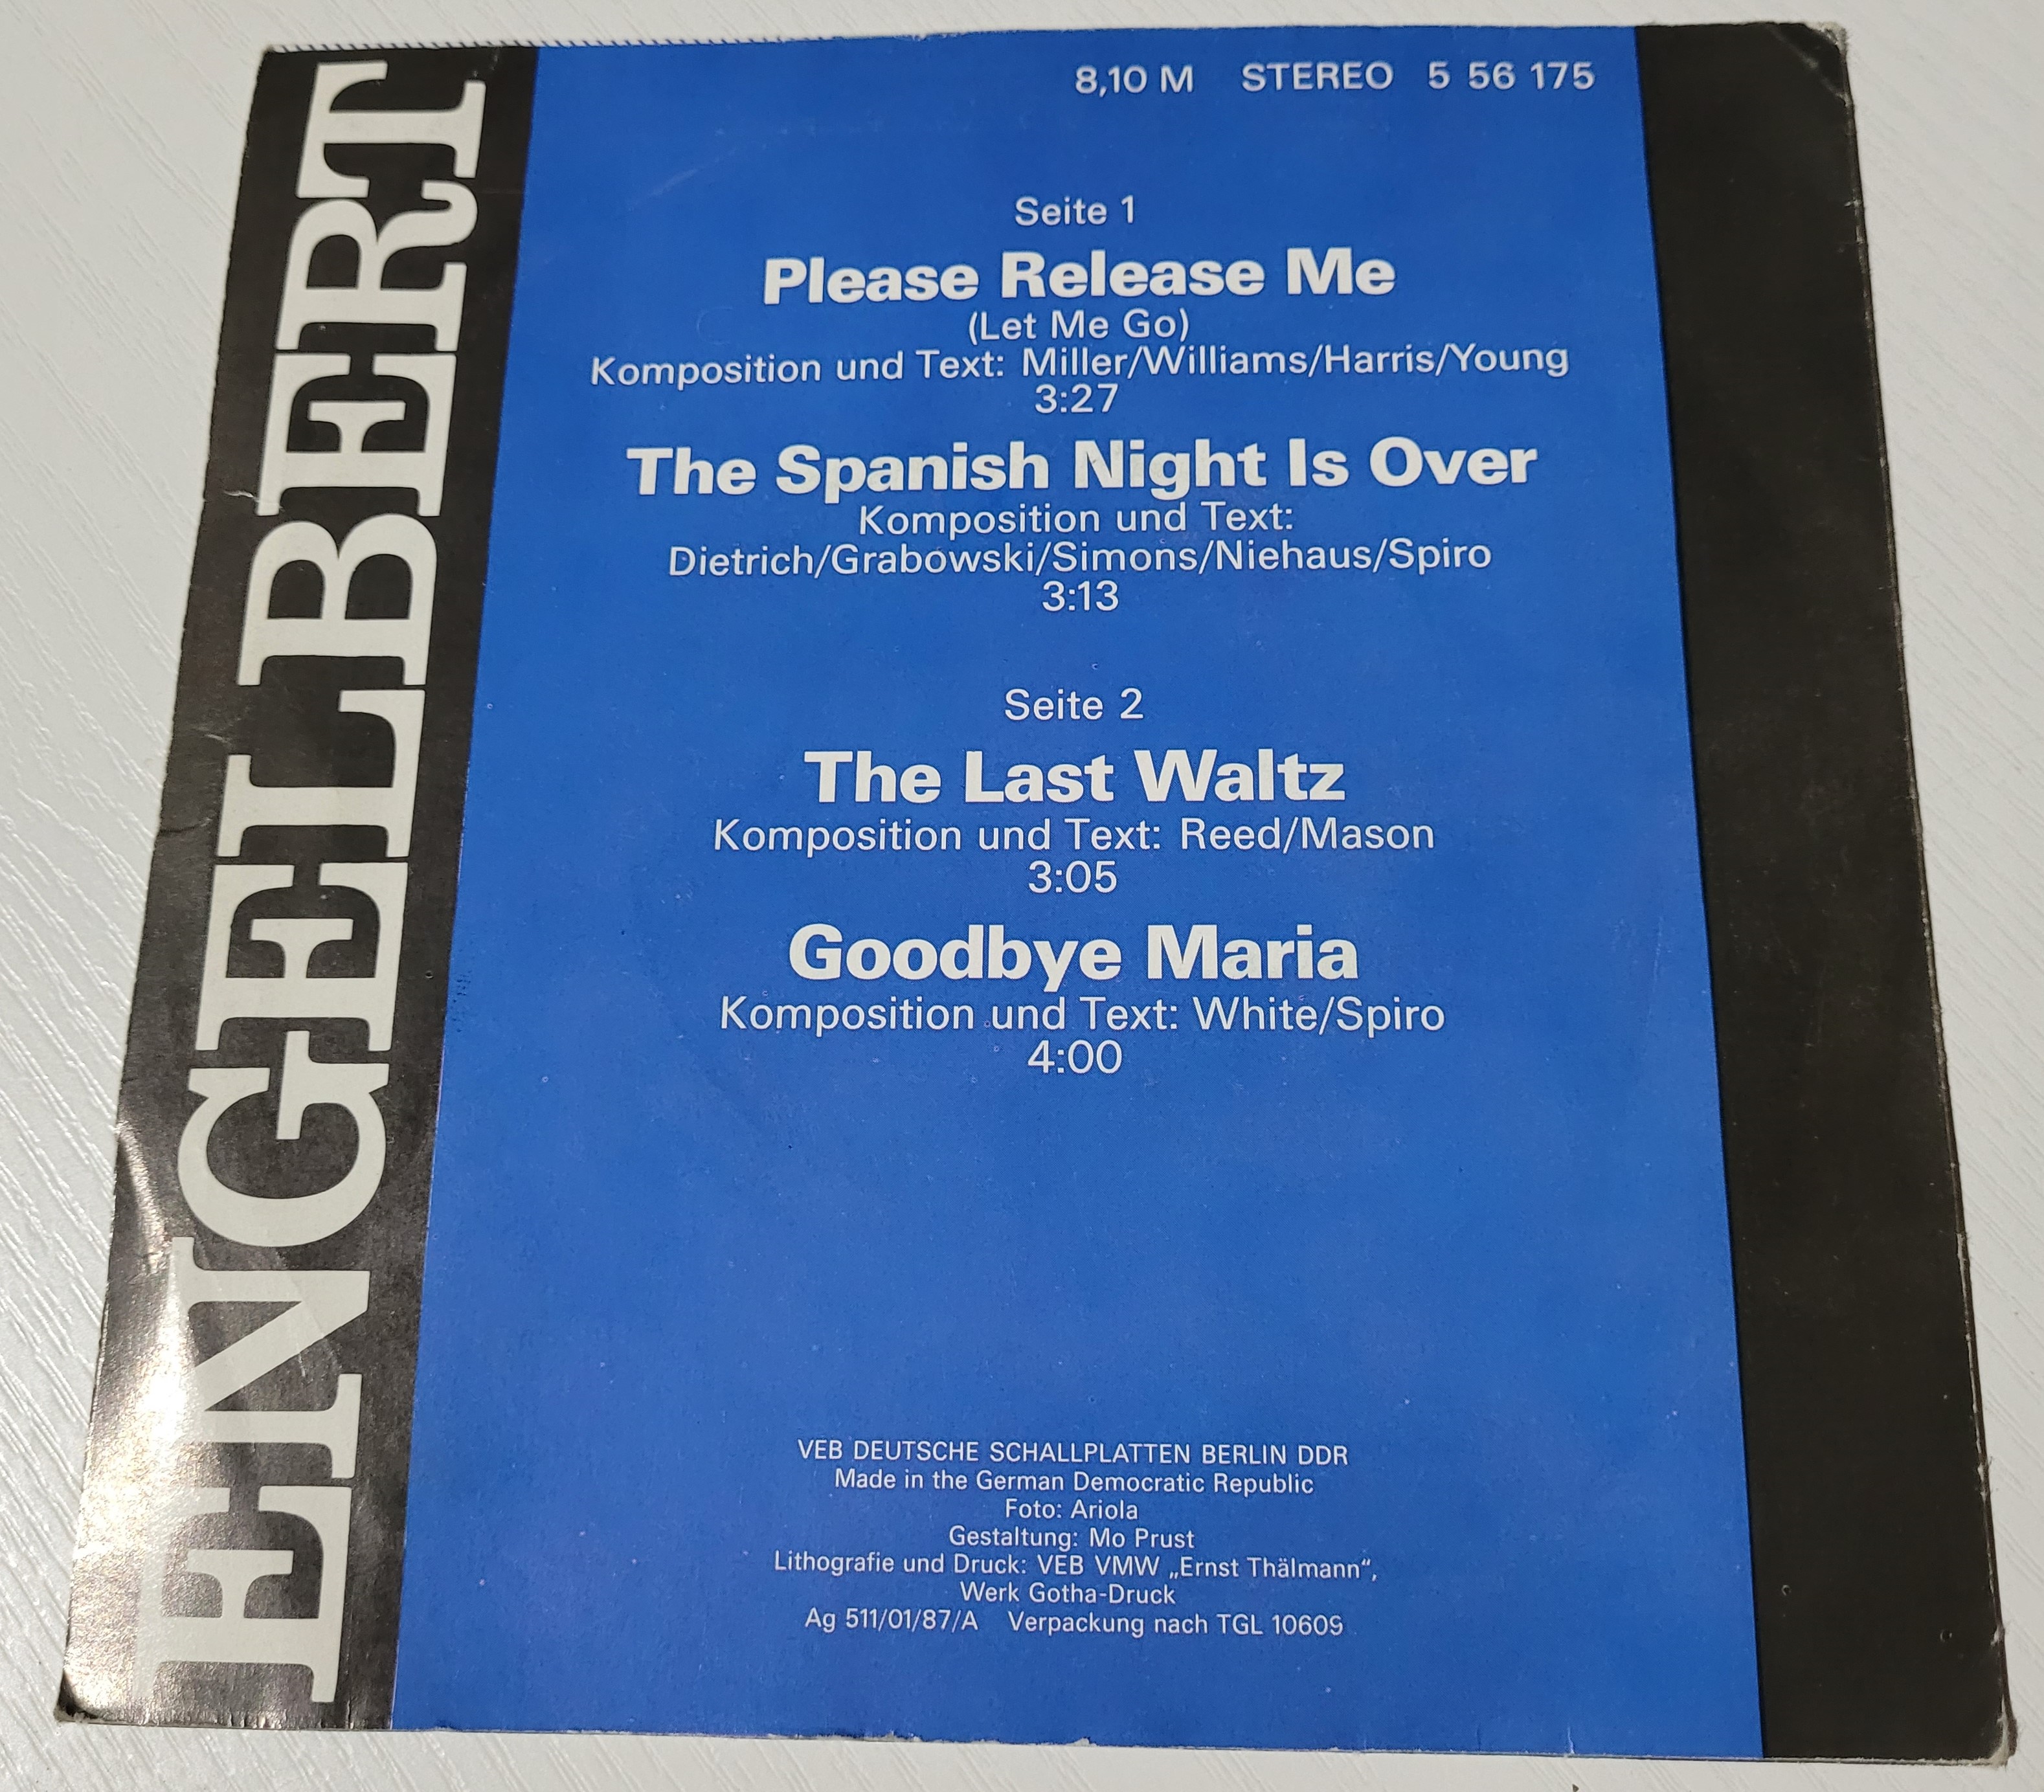 ENGELBERT
8,10 M STEREO 5 56 175
Seite 1
Please Release Me
(Let Me Go)
Komposition und Text: Miller/Williams/Harris/Young
3:27
The Spanish Night Is Over
Komposition und Text:
Dietrich/Grabowski/Simons/Niehaus/Spiro
3:13
Seite 2
The Last Waltz
Komposition und Text: Reed/Mason
3:05
Goodbye Maria
Komposition und Text: White/Spiro
4:00
VEB DEUTSCHE SCHALLPLATTEN BERLIN DDR
Made in the German Democratic Republic
Foto: Ariola
Gestaltung: Mo Prust
Lithografie und Druck: VEB VMW „Ernst Thälmann“,
Werk Gotha-Druck
Ag 511/01/87/A Verpackung nach TGL 10609